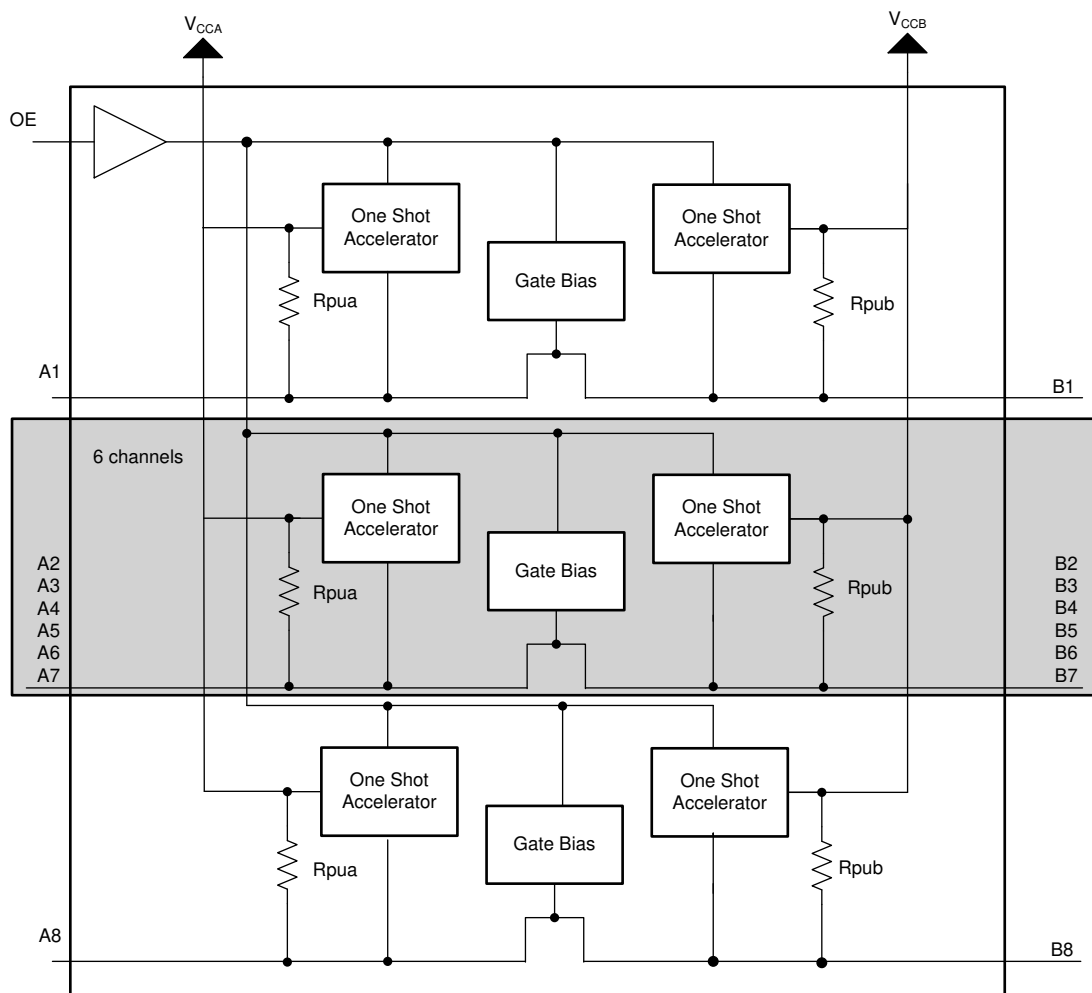 VCCA
VCCB
OE
One Shot
Accelerator
One Shot
Accelerator
Gate Bias
Rpua
Rpub
A1
B1
6 channels
One Shot
Accelerator
One Shot
Accelerator
Gate Bias
Rpua
Rpub
A2
A3
A4
A5
A6
A7
B2
B3
B4
B5
B6
B7
One Shot
Accelerator
One Shot
Accelerator
Gate Bias
Rpua
Rpub
A8
B8